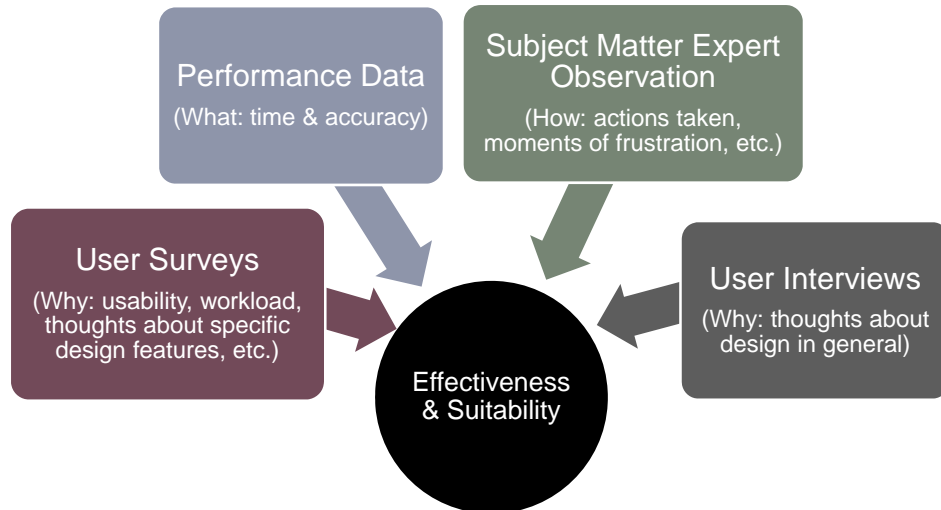 Performance Data
(What: time & accuracy)
Subject Matter Expert
Observation
(How: actions taken,
moments of frustration, etc.)
User Surveys
(Why: usability, workload,
thoughts about specific
design features, etc.)
User Interviews
(Why: thoughts about
design in general)
Effectiveness
& Suitability